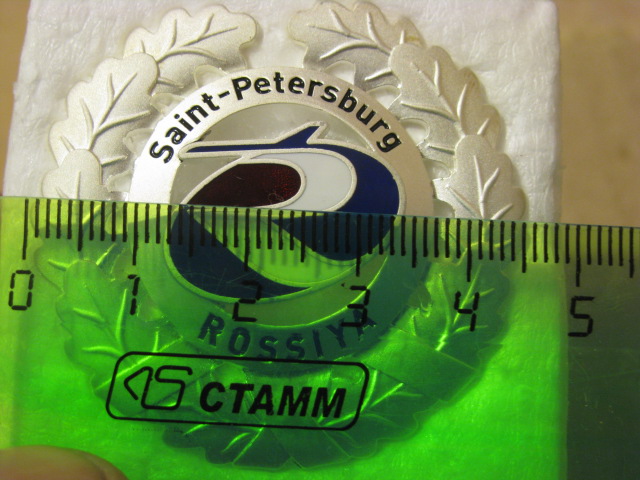 Saint-Petersburg
0 1 2 3 4 5
ROSSIYA
СТАММ